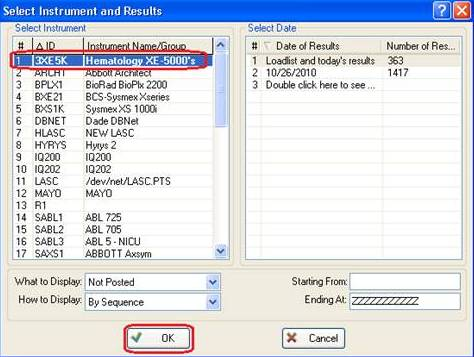 Select Instrument and Results
Select Instrument
# ID Instrument Name/Group
1 3XE5K Hematology XE-5000's
2 ARCHT Abbott Architect
3 BPLX1 BioRad BioPlx 2200
4 BXE21 BCS-Sysmex Xseries
5 BXS1K Sysmex XS 1000i
6 DBNET Dade DBNet
7 HLASC NEW LASC
8 HYRYS Hyrys 2
9 IQ200 IQ200
10 IQ202 IQ202
11 LASC /dev/net/LASC.PTS
12 MAYO MAYO
13 R1
14 SABL1 ABL 725
15 SABL2 ABL 705
16 SABL3 ABL 5 - NICU
17 SAXS1 ABBOTT Axsym
Select Date
# Date of Results Number of Res...
1 Loadlist and today's results 363
2 10/26/2010 1417
3 Double click here to see ...
What to Display: Not Posted
How to Display: By Sequence
Starting From:
Ending At: ZZZZZZZZZZ
OK
Cancel